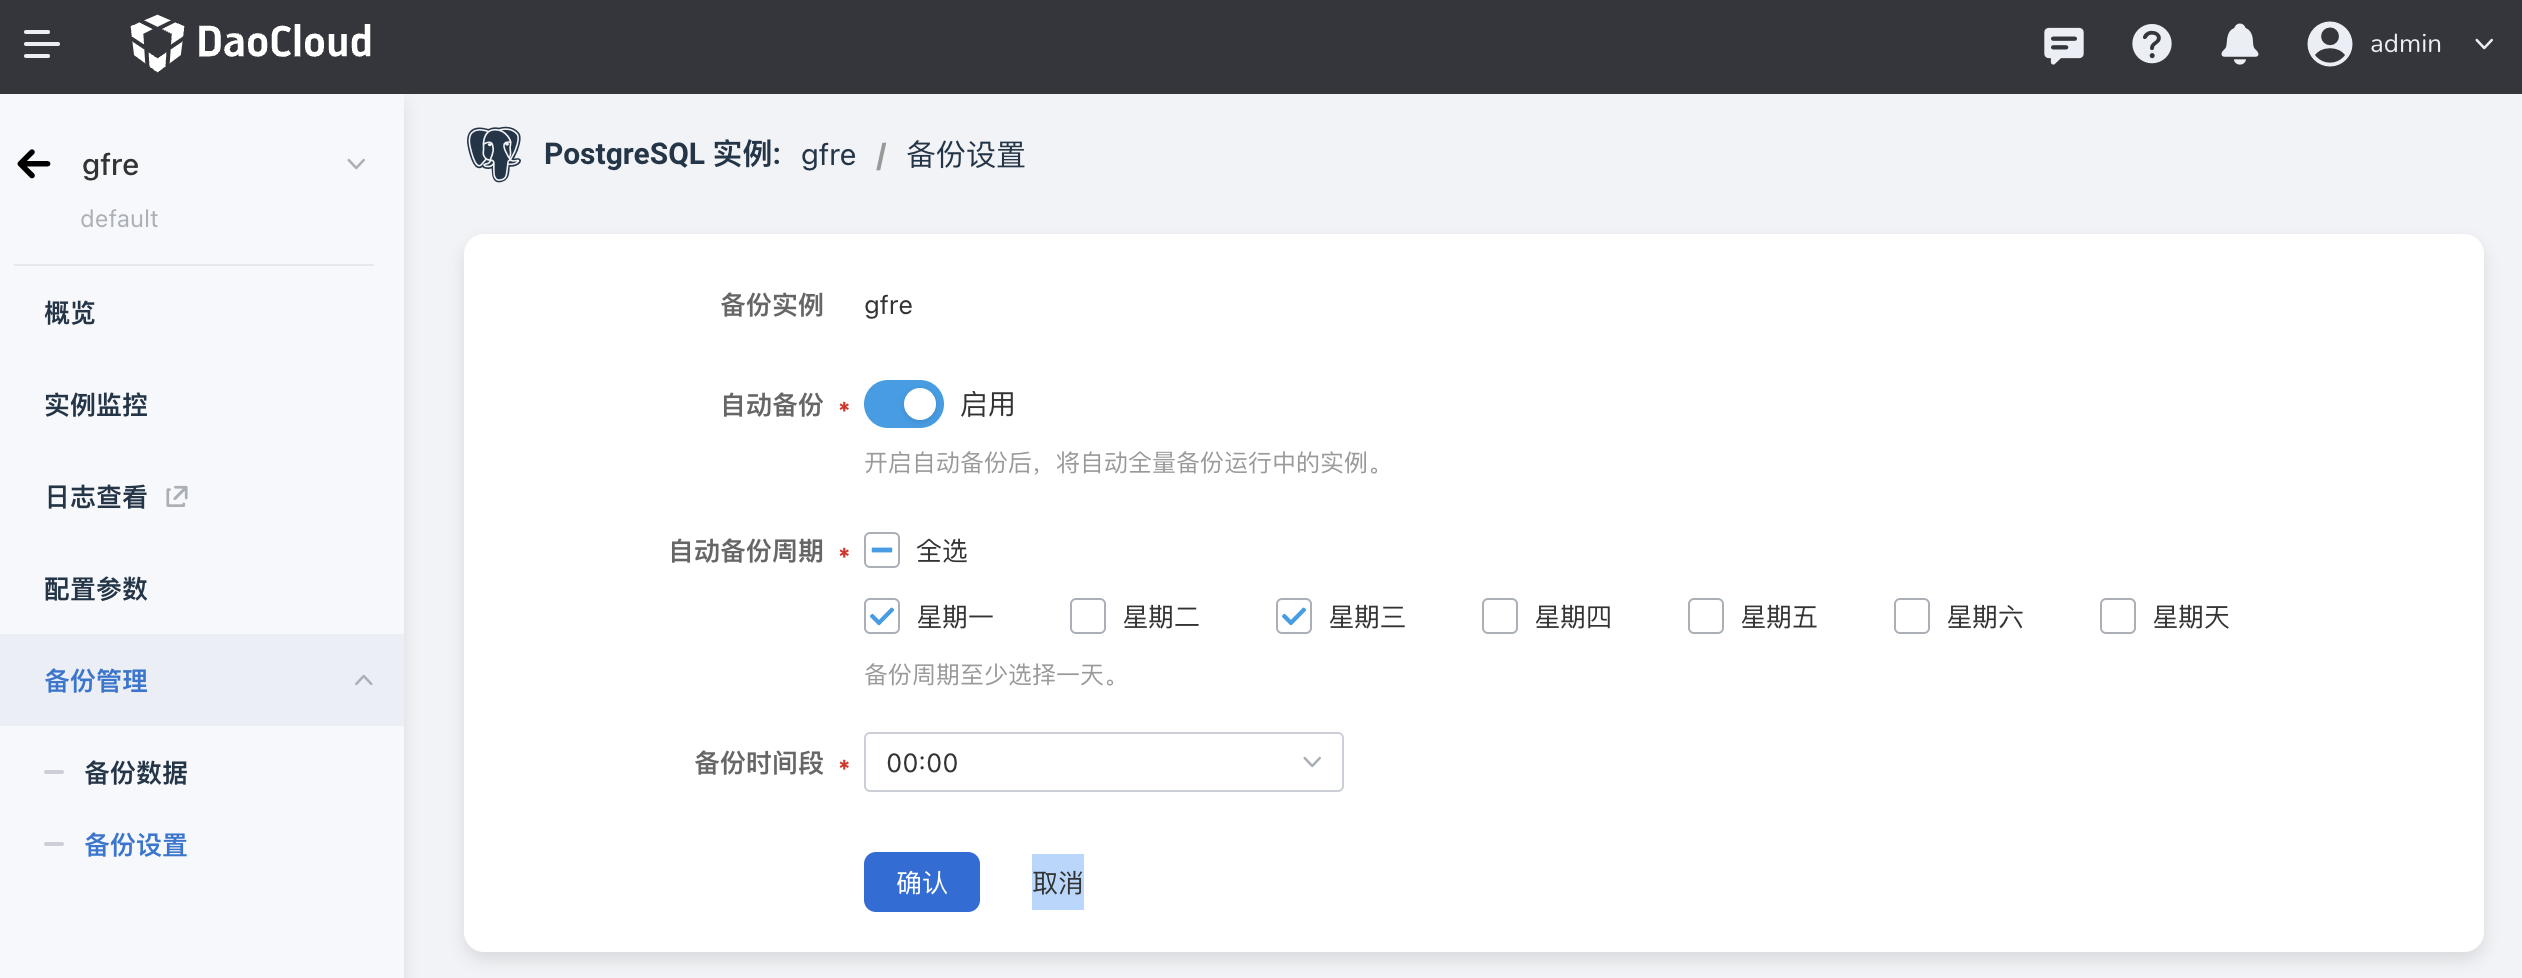 DaoCloud
admin
gfre
default
概览
实例监控
日志查看
配置参数
备份管理
备份数据
备份设置
PostgreSQL 实例: gfre / 备份设置
备份实例 gfre
自动备份 * 启用
开启自动备份后，将自动全量备份运行中的实例。
自动备份周期 * 全选
星期一 星期二 星期三 星期四 星期五 星期六 星期天
备份周期至少选择一天。
备份时间段 * 00:00
确认 取消